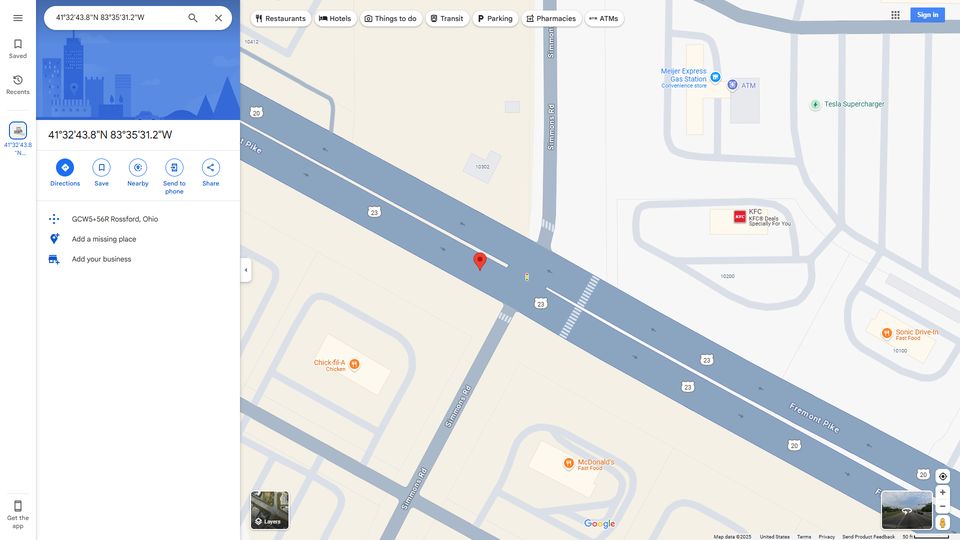 41°32'43.8"N 83°35'31.2"W
Restaurants
Hotels
Things to do
Transit
Parking
Pharmacies
ATMs
Sign in
Saved
Recents
41°32'43.8
"N...
Get the
app
41°32'43.8"N 83°35'31.2"W
Directions
Save
Nearby
Send to
phone
Share
GCW5+56R Rossford, Ohio
Add a missing place
Add your business
10412
20
t Pike
23
Simmons Rd
Simmons Rd
10302
Meijer Express
Gas Station
Convenience store
ATM
Tesla Supercharger
KFC
KFC
KFC® Deals
Specially For You
10200
Sonic Drive-In
Fast Food
10100
23
23
23
Chick-fil-A
Chicken
Simmons Rd
Simmons Rd
Fremont Pike
20
20
McDonald's
Fast Food
Layers
Google
Map data ©2025
United States
Terms
Privacy
Send Product Feedback
50 ft